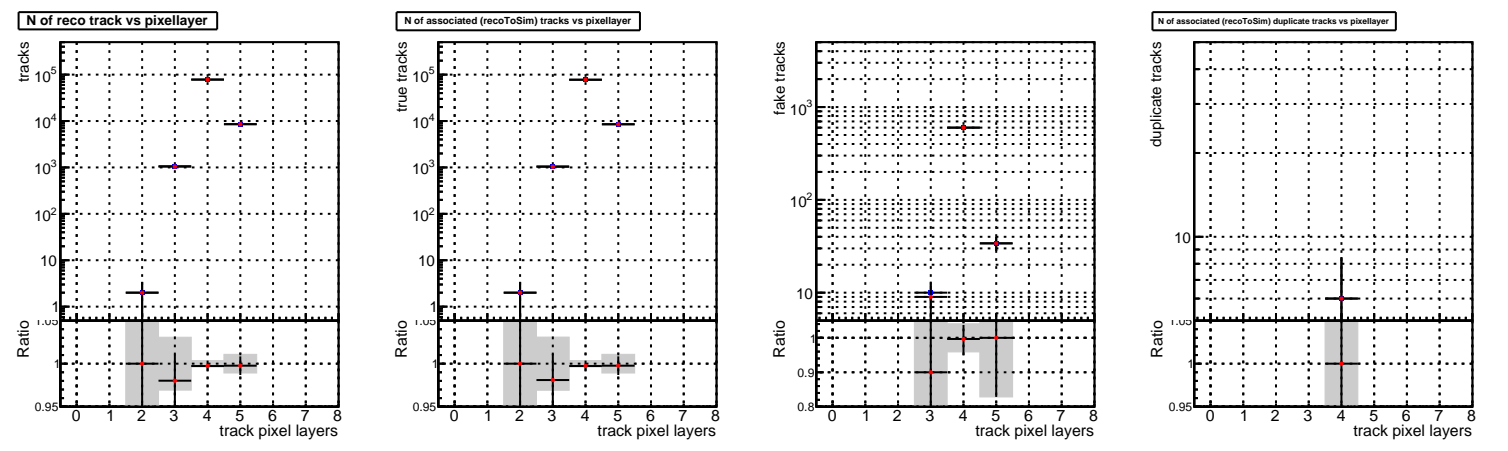 N of reco track vs pixellayer
tracks
10^5
10^4
10^3
10^2
10
1
Ratio
1.05
1
0.95
0 1 2 3 4 5 6 7 8
track pixel layers
N of associated (recoToSim) tracks vs pixellayer
true tracks
10^5
10^4
10^3
10^2
10
1
Ratio
1.05
1
0.95
0 1 2 3 4 5 6 7 8
track pixel layers
fake tracks
10^3
10^2
10
Ratio
1
0.9
0.8
0 1 2 3 4 5 6 7 8
track pixel layers
N of associated (recoToSim) duplicate tracks vs pixellayer
duplicate tracks
10
Ratio
1.05
1
0.95
0 1 2 3 4 5 6 7 8
track pixel layers